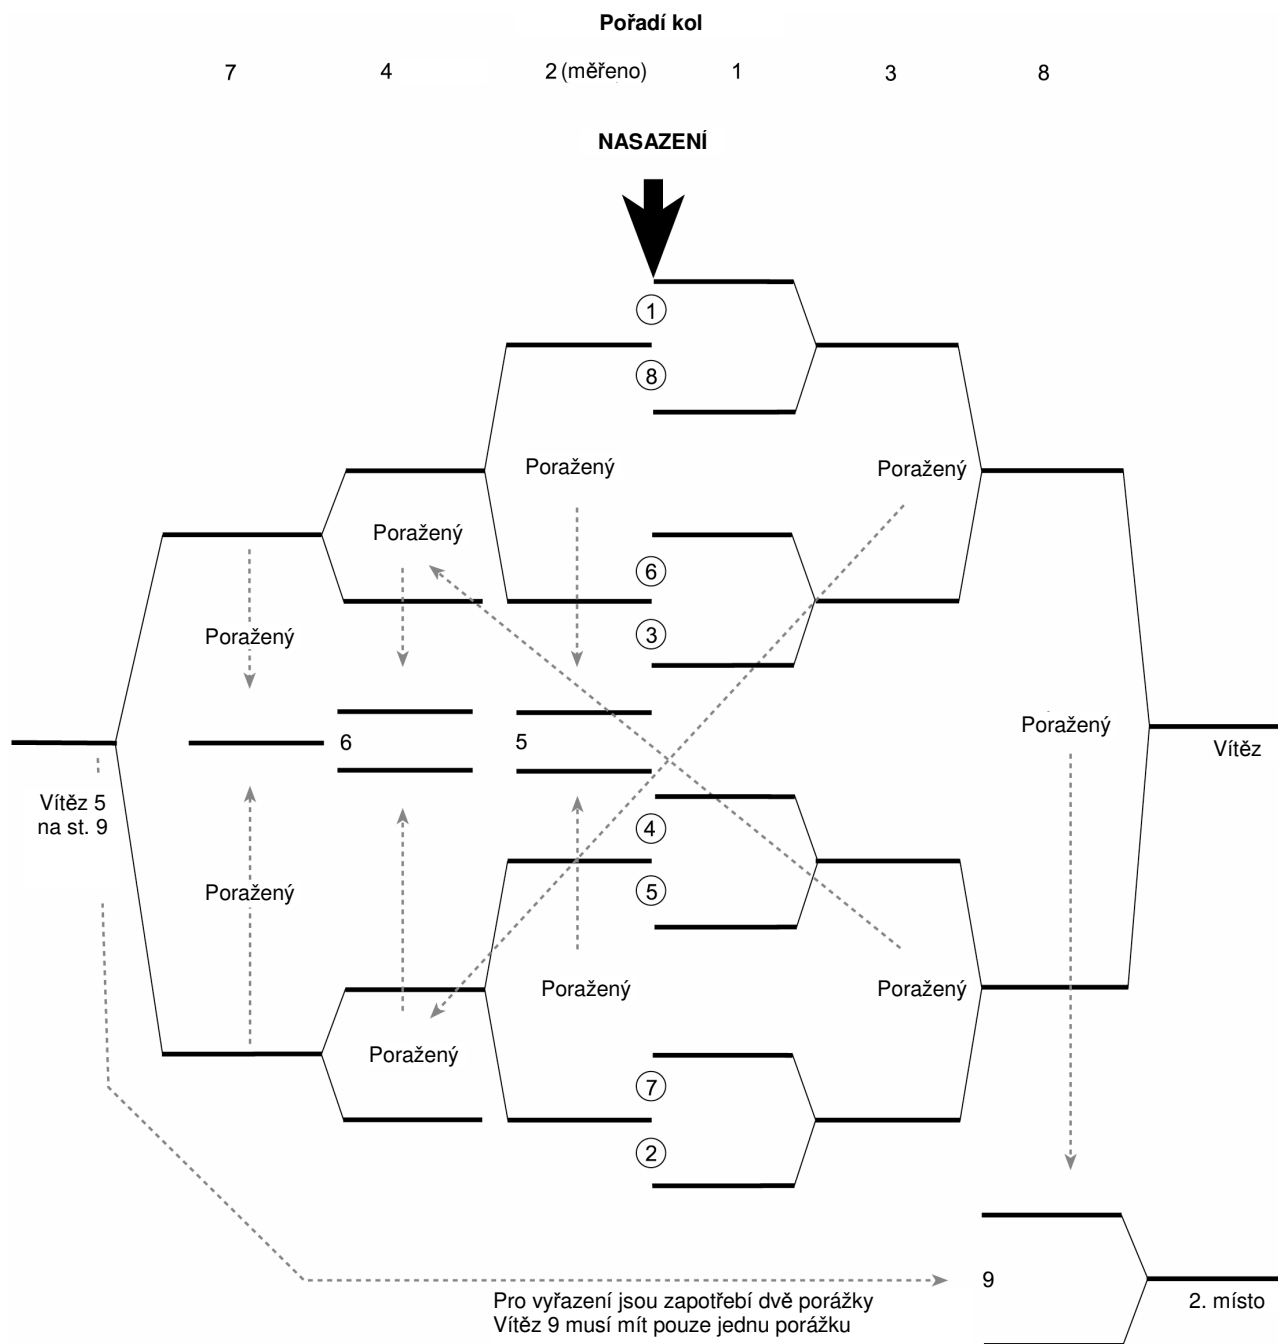 Pořadí kol
7 4 2 (měřeno) 1 3 8
NASAZENÍ
1
8
Poražený Poražený
Poražený
6
3
Poražený
6 5
Poražený
Vítěz
Vítěz 5
na st. 9
4
5
Poražený
Poražený Poražený
Poražený
7
2
9
2. místo
Pro vyřazení jsou zapotřebí dvě porážky
Vítěz 9 musí mít pouze jednu porážku